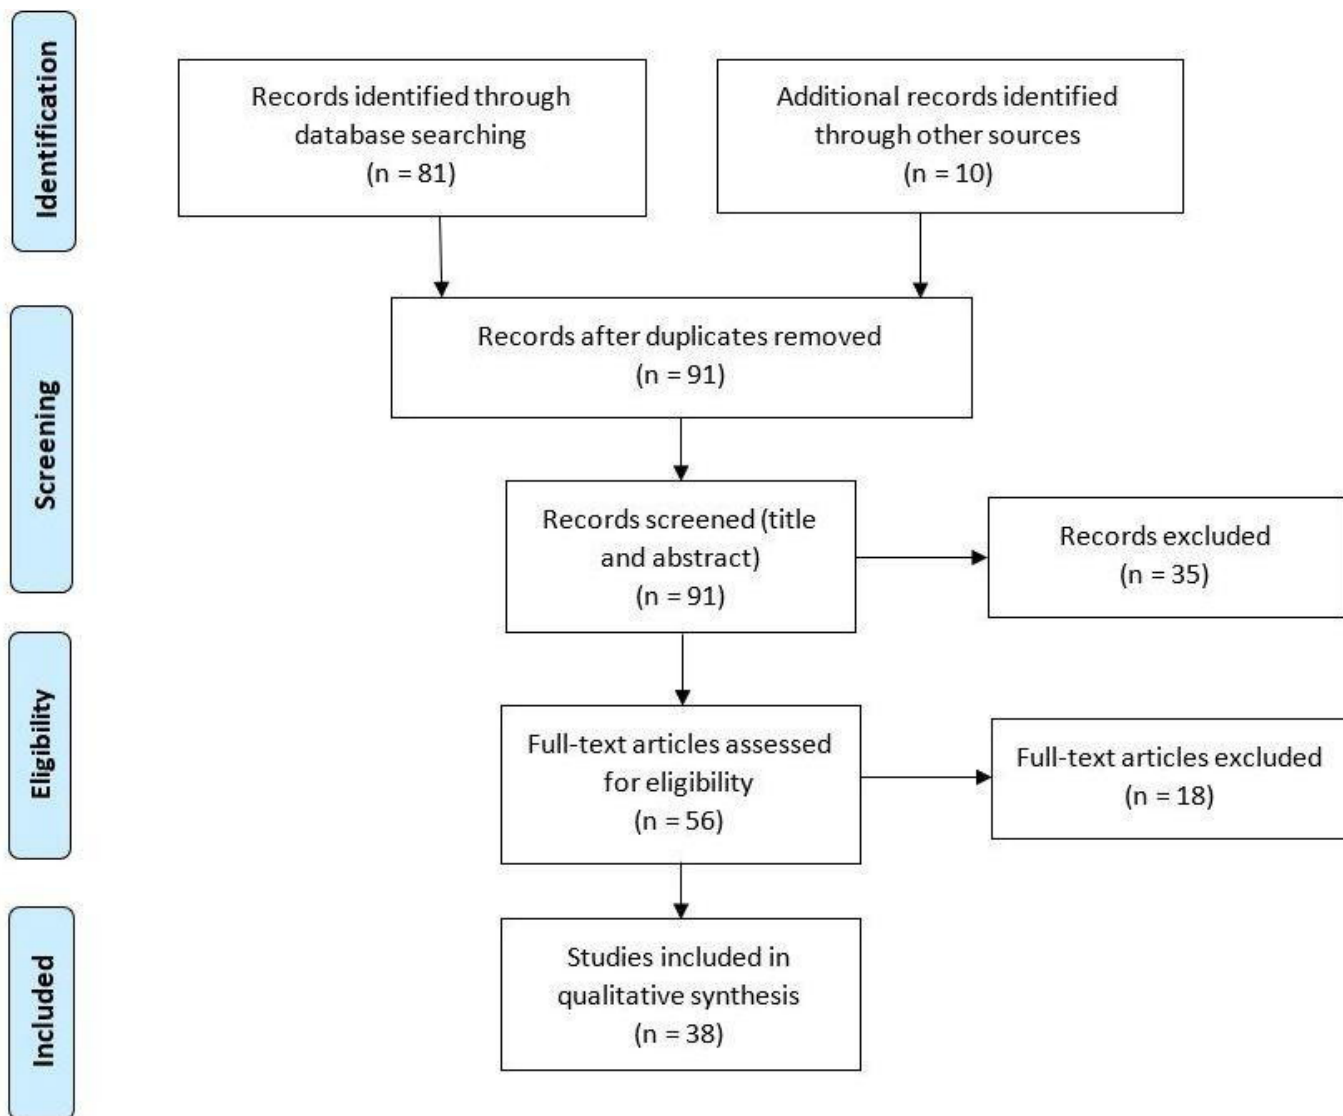 Identification
Records identified through
database searching
(n = 81)
Additional records identified
through other sources
(n = 10)
Screening
Records after duplicates removed
(n = 91)
Records screened (title
and abstract)
(n = 91)
Records excluded
(n = 35)
Eligibility
Full-text articles assessed
for eligibility
(n = 56)
Full-text articles excluded
(n = 18)
Included
Studies included in
qualitative synthesis
(n = 38)